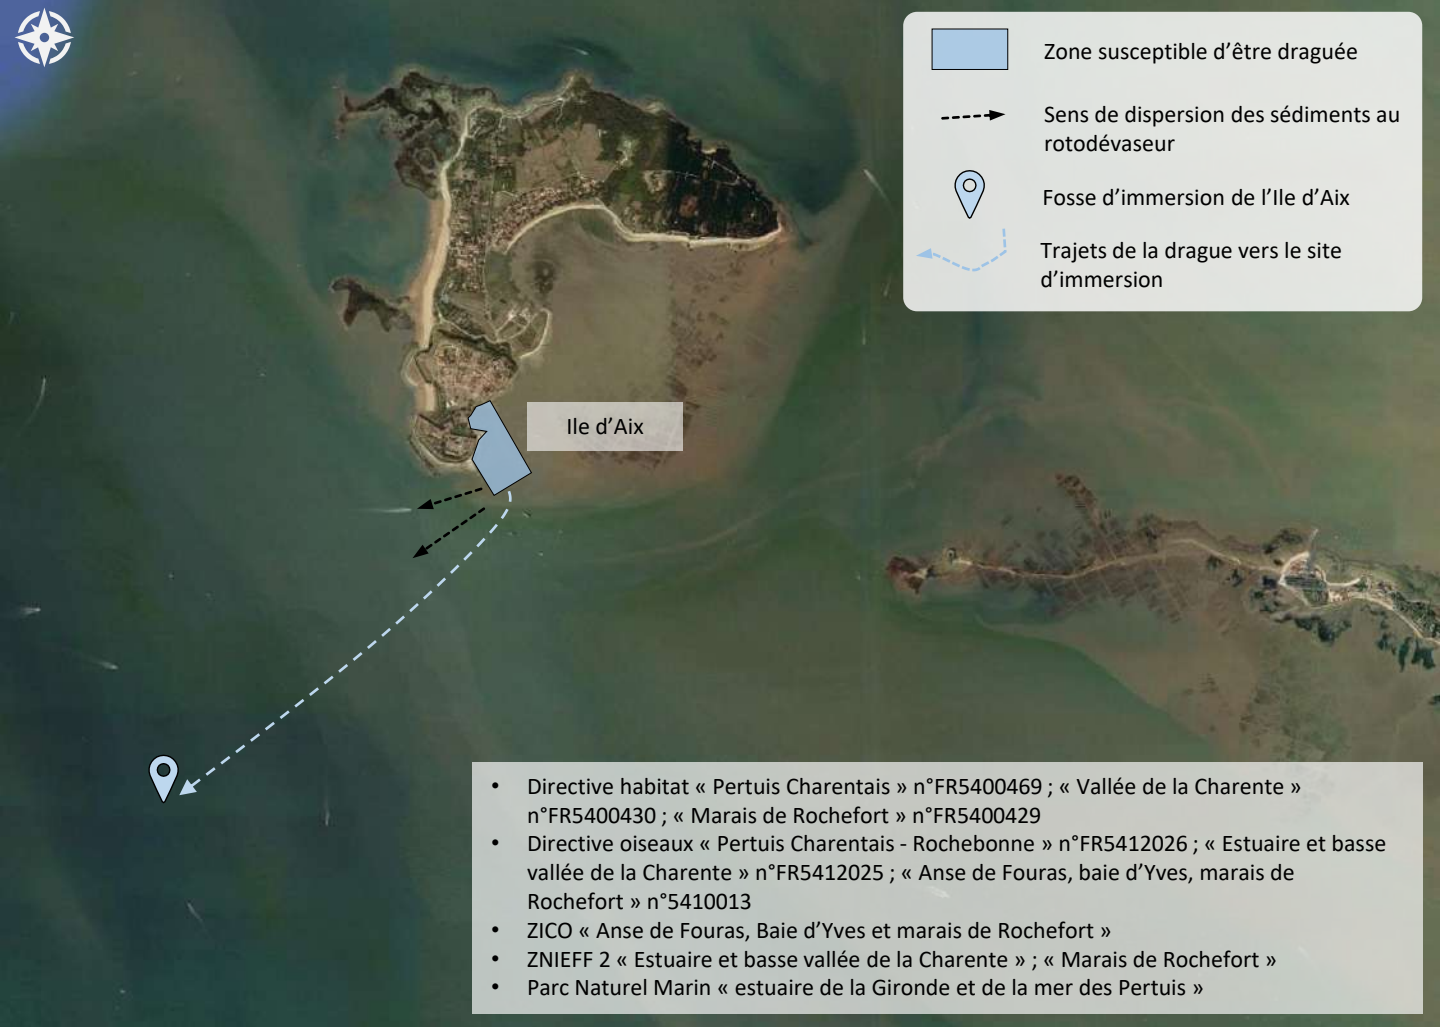 Zone susceptible d’être draguée
Sens de dispersion des sédiments au
rotodévaseur
Fosse d’immersion de l’Ile d’Aix
Trajets de la drague vers le site
d’immersion
Ile d’Aix
• Directive habitat « Pertuis Charentais » n°FR5400469 ; « Vallée de la Charente »
n°FR5400430 ; « Marais de Rochefort » n°FR5400429
• Directive oiseaux « Pertuis Charentais - Rochebonne » n°FR5412026 ; « Estuaire et basse
vallée de la Charente » n°FR5412025 ; « Anse de Fouras, baie d’Yves, marais de
Rochefort » n°5410013
• ZICO « Anse de Fouras, Baie d’Yves et marais de Rochefort »
• ZNIEFF 2 « Estuaire et basse vallée de la Charente » ; « Marais de Rochefort »
• Parc Naturel Marin « estuaire de la Gironde et de la mer des Pertuis »